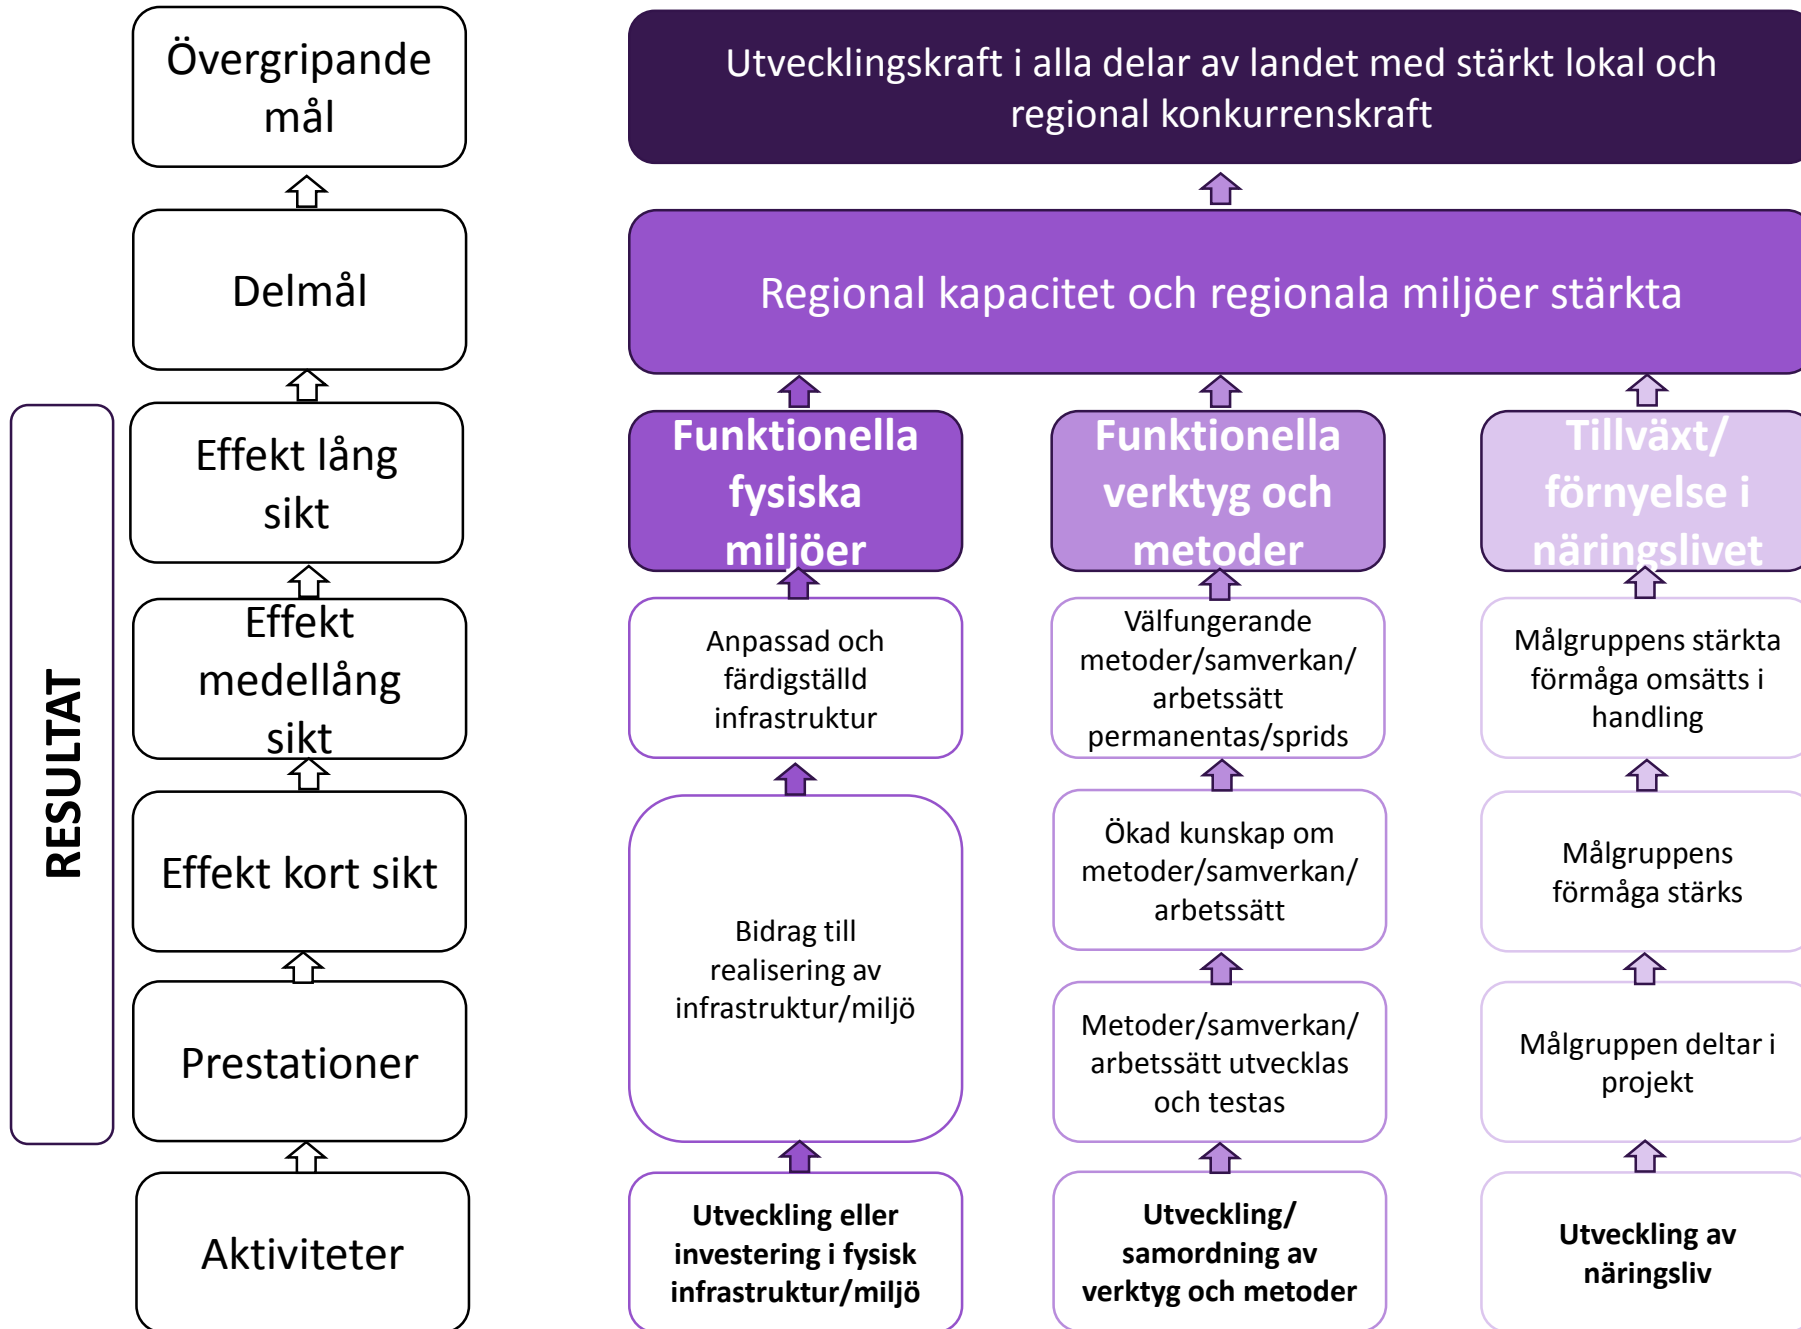 Övergripande
mål
Utvecklingskraft i alla delar av landet med stärkt lokal och
regional konkurrenskraft
Delmål
Regional kapacitet och regionala miljöer stärkta
RESULTAT
Effekt lång
sikt
Funktionella
fysiska
miljöer
Funktionella
verktyg och
metoder
Tillväxt/
förnyelse i
näringslivet
Effekt
medellång
sikt
Anpassad och
färdigställd
infrastruktur
Välfungerande
metoder/samverkan/
arbetssätt
permanentas/sprids
Målgruppens stärkta
förmåga omsätts i
handling
Effekt kort sikt
Bidrag till
realisering av
infrastruktur/miljö
Ökad kunskap om
metoder/samverkan/
arbetssätt
Målgruppens
förmåga stärks
Prestationer
Metoder/samverkan/
arbetssätt utvecklas
och testas
Målgruppen deltar i
projekt
Aktiviteter
Utveckling eller
investering i fysisk
infrastruktur/miljö
Utveckling/
samordning av
verktyg och metoder
Utveckling av
näringsliv